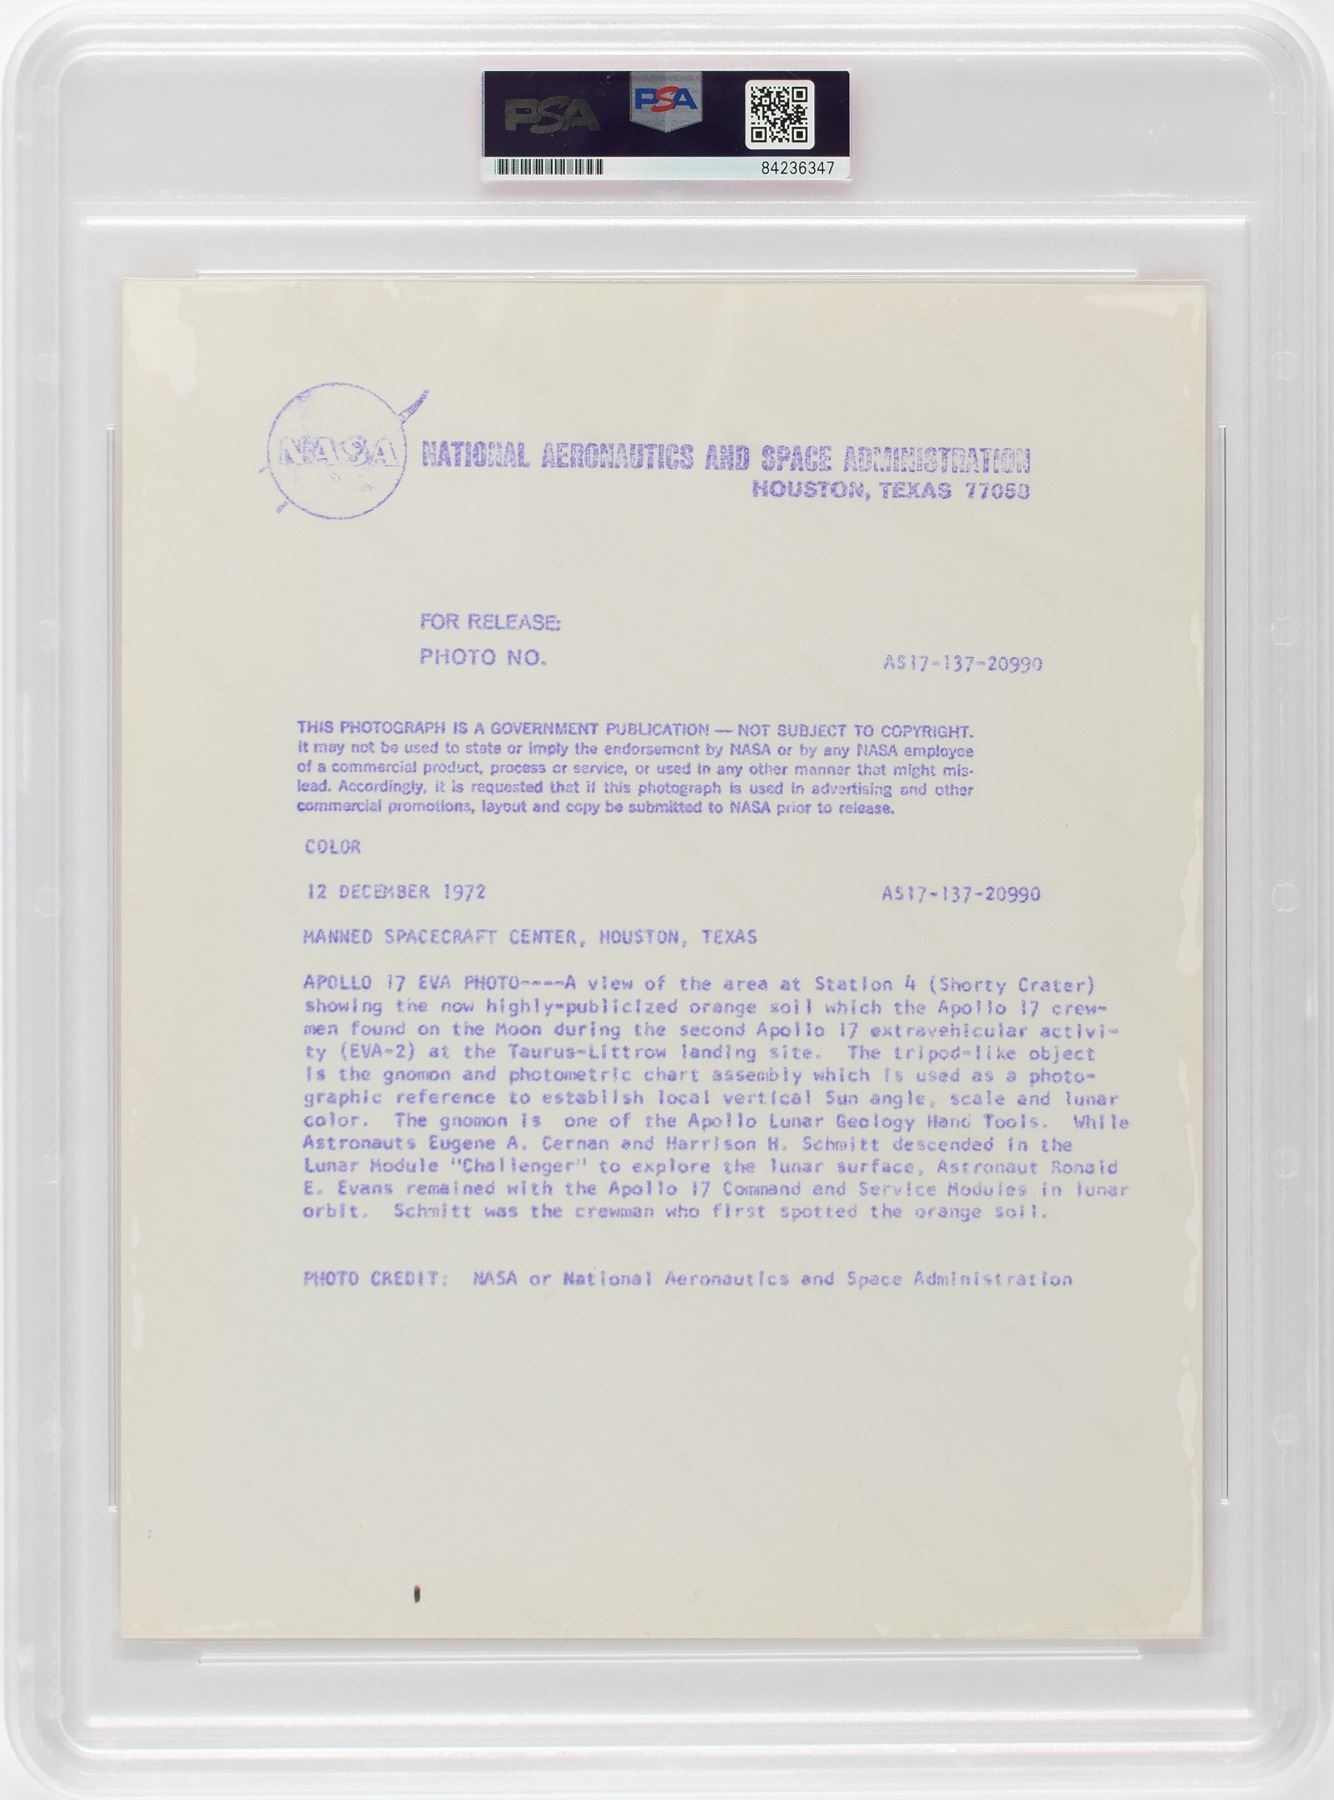 PSA
PSA
84236347
NASA NATIONAL AERONAUTICS AND SPACE ADMINISTRATION
HOUSTON, TEXAS 77058
FOR RELEASE:
PHOTO NO. AS17-137-20990
THIS PHOTOGRAPH IS A GOVERNMENT PUBLICATION — NOT SUBJECT TO COPYRIGHT.
It may not be used to state or imply the endorsement by NASA or by any NASA employee
of a commercial product, process or service, or used in any other manner that might mis-
lead. Accordingly, it is requested that if this photograph is used in advertising and other
commercial promotions, layout and copy be submitted to NASA prior to release.
COLOR
12 DECEMBER 1972 AS17-137-20990
MANNED SPACECRAFT CENTER, HOUSTON, TEXAS
APOLLO 17 EVA PHOTO----A view of the area at Station 4 (Shorty Crater)
showing the now highly-publicized orange soil which the Apollo 17 crew-
men found on the Moon during the second Apollo 17 extravehicular activi-
ty (EVA-2) at the Taurus-Littrow landing site. The tripod-like object
is the gnomon and photometric chart assembly which is used as a photo-
graphic reference to establish local vertical Sun angle, scale and lunar
color. The gnomon is one of the Apollo Lunar Geology Hand Tools. While
Astronauts Eugene A. Cernan and Harrison H. Schmitt descended in the
Lunar Module "Challenger" to explore the lunar surface, Astronaut Ronald
E. Evans remained with the Apollo 17 Command and Service Modules in lunar
orbit. Schmitt was the crewman who first spotted the orange soil.
PHOTO CREDIT: NASA or National Aeronautics and Space Administration